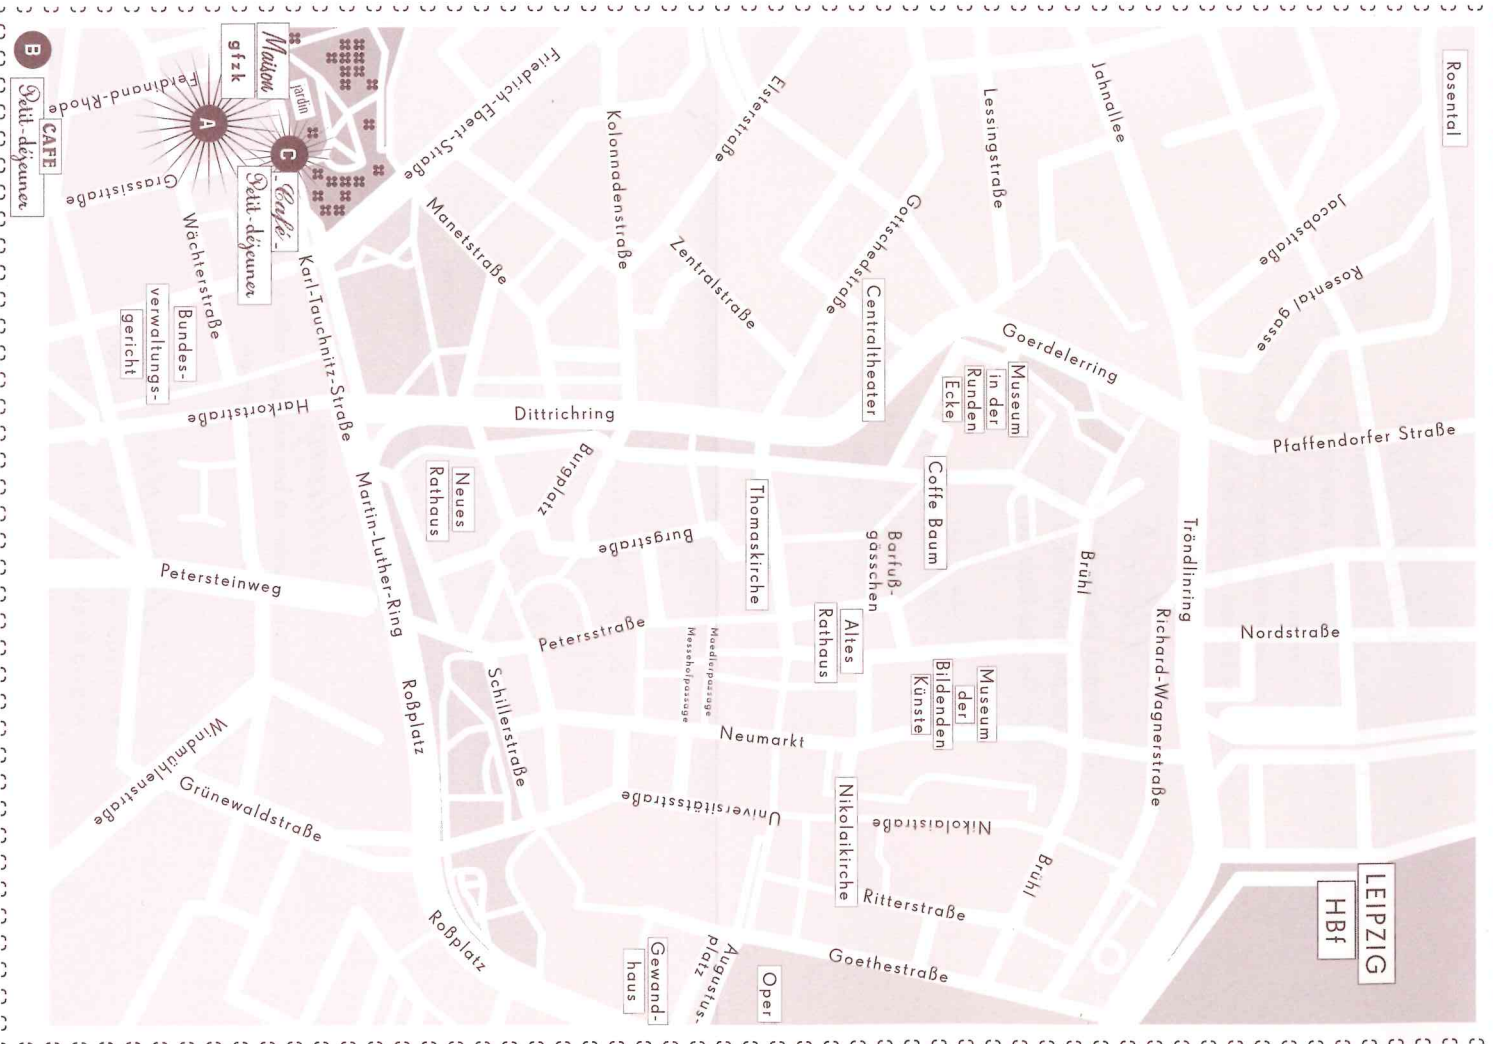 Rosental
Jahnallee
Lessingstraße
Jacobstraße
Rosental gasse
Elsterstraße
Gottschedstraße
Kolonnadenstraße
Zentralstraße
Friedrich-Ebert-Straße
Manetstraße
Maison
gfzk
jardin
B
Petit-déjeuner
CAFE
Ferdinand-Rhode
A
C
-Café-
Petit-déjeuner
Grassistraße
Wächterstraße
Karl-Tauchnitz-Straße
Bundes-
verwaltungs-
gericht
Harkortstraße
Dittrichring
Centraltheater
Goerdelerring
Museum
in der
Runden
Ecke
Pfaffendorfer Straße
Neues
Rathaus
Burgplatz
Burgstraße
Thomaskirche
Coffe Baum
Barfuß-
gässchen
Brühl
Tröndlinring
Richard-Wagnerstraße
Nordstraße
Martin-Luther-Ring
Petersteinweg
Petersstraße
Maedlerpassage
Messehofpassage
Altes
Rathaus
Museum
der
Bildenden
Künste
Roßplatz
Schillerstraße
Neumarkt
Windmühlenstraße
Grünewaldstraße
Universitätsstraße
Nikolaikirche
Nikolaistraße
Brühl
Ritterstraße
LEIPZIG
HBf
Roßplatz
Gewand-
haus
Augustus-
platz
Oper
Goethestraße